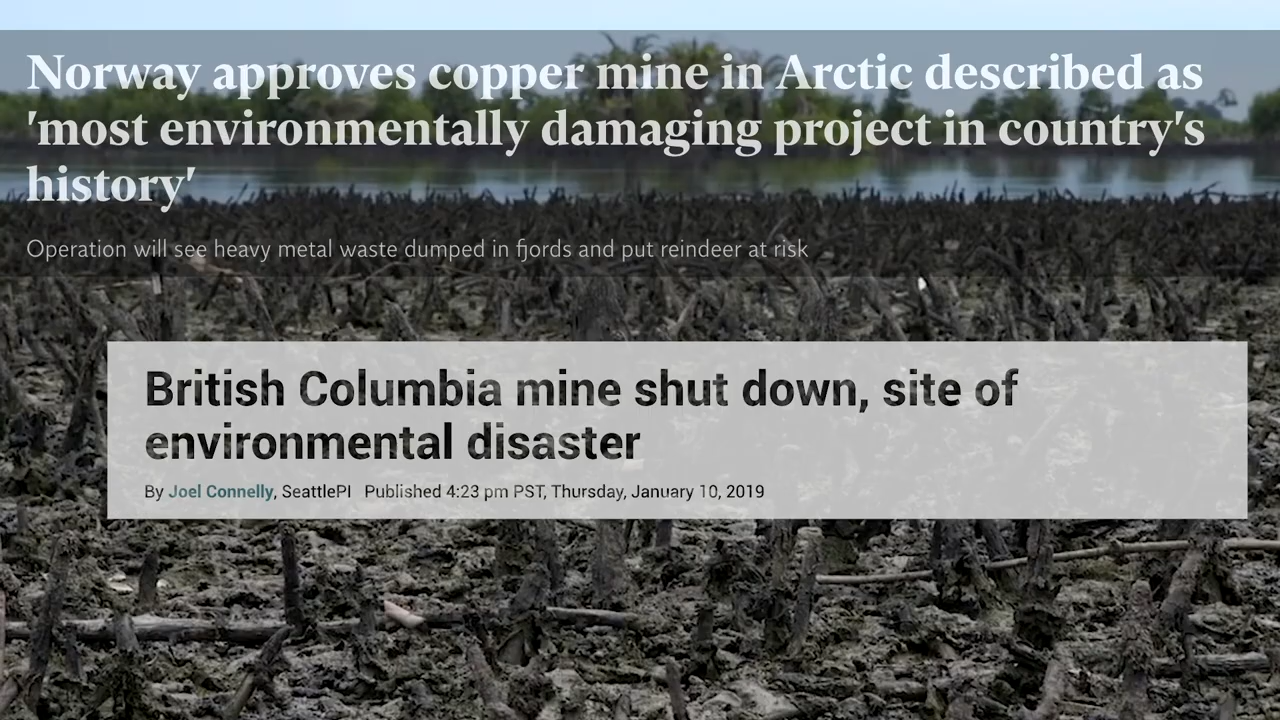 Norway approves copper mine in Arctic described as
'most environmentally damaging project in country's
history'
Operation will see heavy metal waste dumped in fjords and put reindeer at risk
British Columbia mine shut down, site of
environmental disaster
By Joel Connelly, SeattlePI Published 4:23 pm PST, Thursday, January 10, 2019